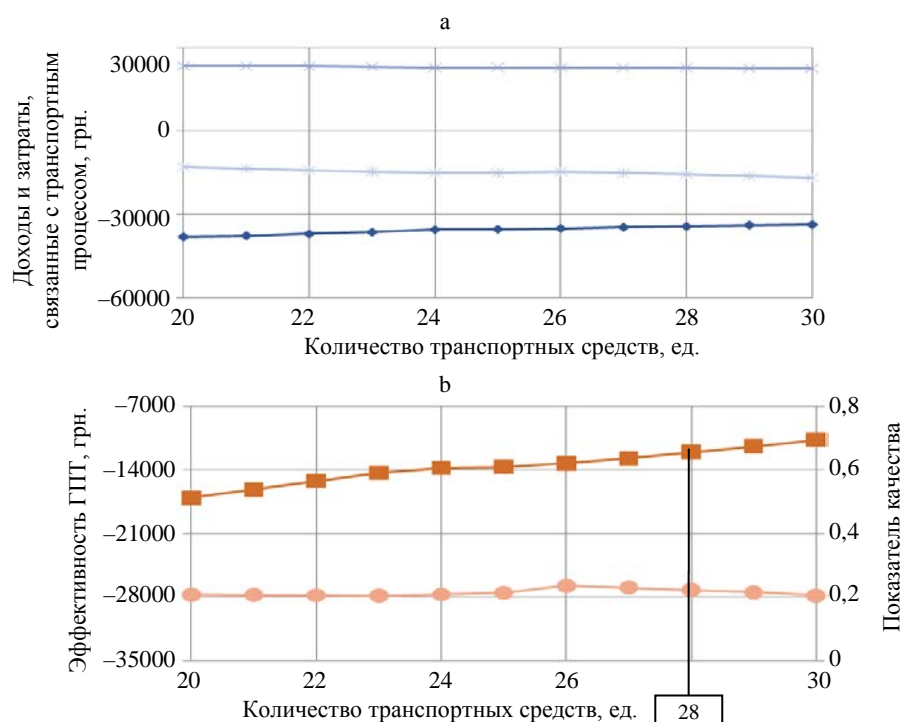 a
Доходы и затраты,
связанные с транспортным
процессом, грн.
30000
0
–30000
–60000
20 22 24 26 28 30
Количество транспортных средств, ед.
b
Эффективность ГПТ, грн.
–7000
–14000
–21000
–28000
–35000
0,8
0,6
0,4
0,2
0
Показатель качества
20 22 24 26 28 30
Количество транспортных средств, ед.
28